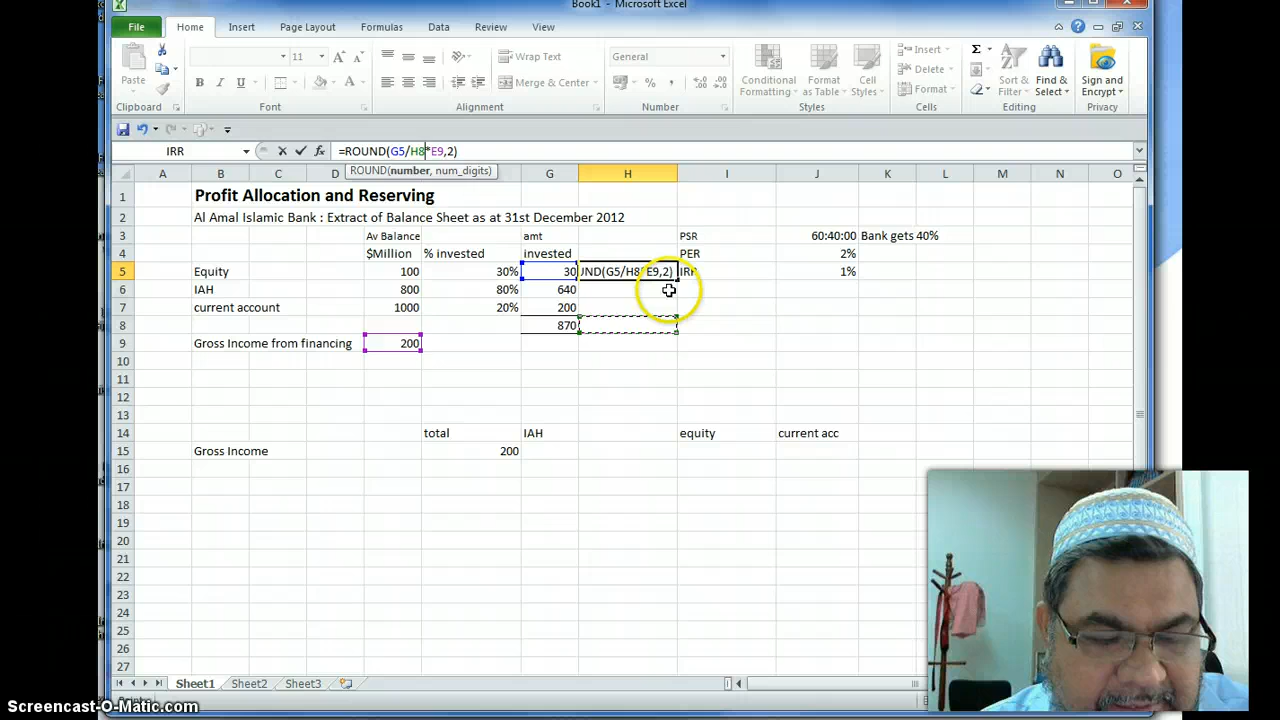 Book1 - Microsoft Excel
File Home Insert Page Layout Formulas Data Review View
Paste
11
General
Wrap Text
Merge & Center
Conditional Formatting
Format as Table
Cell Styles
Insert
Delete
Format
Sort & Filter
Find & Select
Sign and Encrypt
Clipboard Font Alignment Number Styles Cells Editing Privacy
IRR =ROUND(G5/H8*E9,2)
ROUND(number, num_digits)
A B C D G H I J K L M N O
1 Profit Allocation and Reserving
2 Al Amal Islamic Bank : Extract of Balance Sheet as at 31st December 2012
3 Av Balance amt PSR 60:40:00 Bank gets 40%
4 $Million % invested invested PER 2%
5 Equity 100 30% 30 UND(G5/H8*E9,2) IRR 1%
6 IAH 800 80% 640
7 current account 1000 20% 200
8 870
9 Gross Income from financing 200
10
11
12
13
14 total IAH equity current acc
15 Gross Income 200
16
17
18
19
20
21
22
23
24
25
26
27
Sheet1 Sheet2 Sheet3
Screencast-O-Matic.com